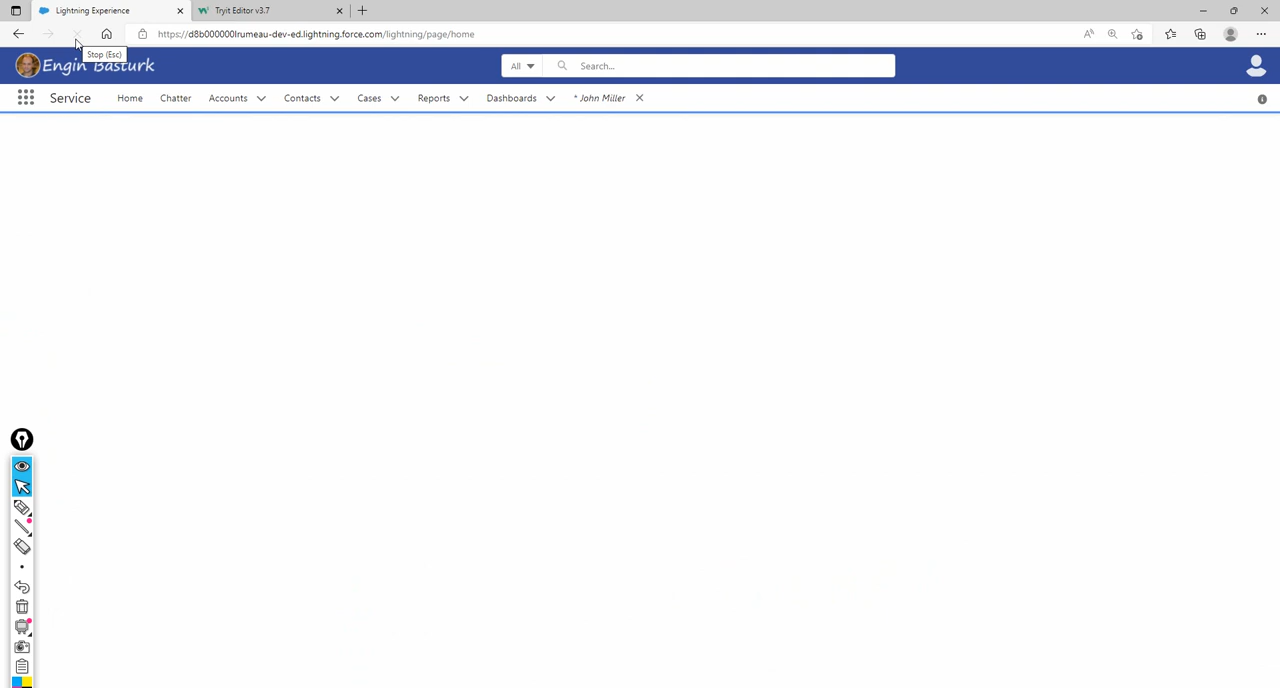 Lightning Experience
Tryit Editor v3.7
https://d8b000000lrumeau-dev-ed.lightning.force.com/lightning/page/home
Stop (Esc)
Engin Basturk
All
Search...
Service
Home
Chatter
Accounts
Contacts
Cases
Reports
Dashboards
* John Miller